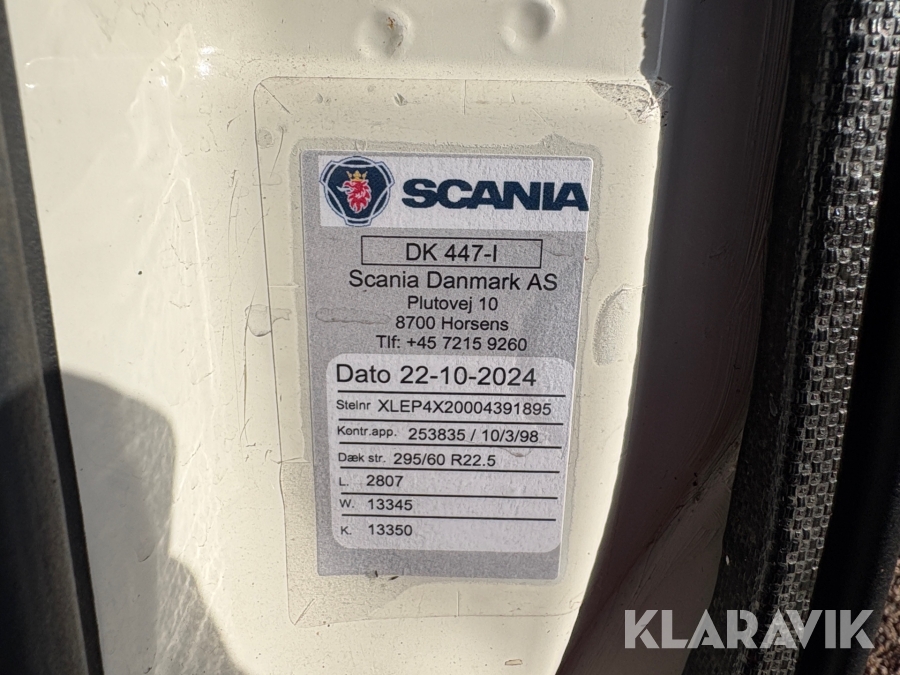 SCANIA
DK 447-I
Scania Danmark AS
Plutovej 10
8700 Horsens
Tlf: +45 7215 9260
Dato 22-10-2024
Stelnr XLEP4X20004391895
Kontr.app. 253835 / 10/3/98
Dæk str. 295/60 R22.5
L. 2807
W. 13345
K. 13350
KLARAVIK